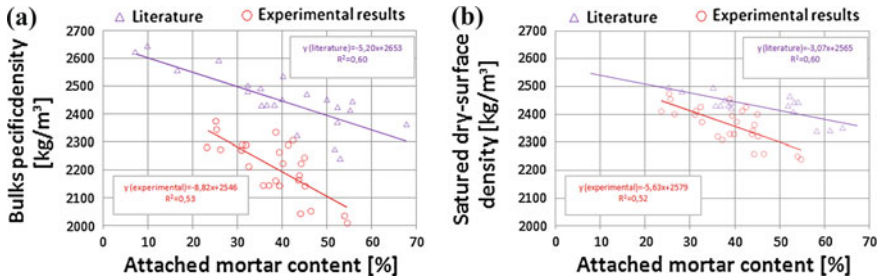 (a)
Literature
Experimental results
Bulks pecificdensity
[kg/m³]
2700
2600
2500
2400
2300
2200
2100
2000
y (literature)=-5,20x+2653
R²=0,60
y (experimental)=-8,82x+2546
R²=0,53
0 10 20 30 40 50 60 70
Attached mortar content [%]
(b)
Literature
Experimental results
Satured dry-surface
density [kg/m³]
2700
2600
2500
2400
2300
2200
2100
2000
y (literature)=-3,07x+2565
R²=0,60
y (experimental)=-5,63x+2579
R²=0,52
0 10 20 30 40 50 60 70
Attached mortar content [%]